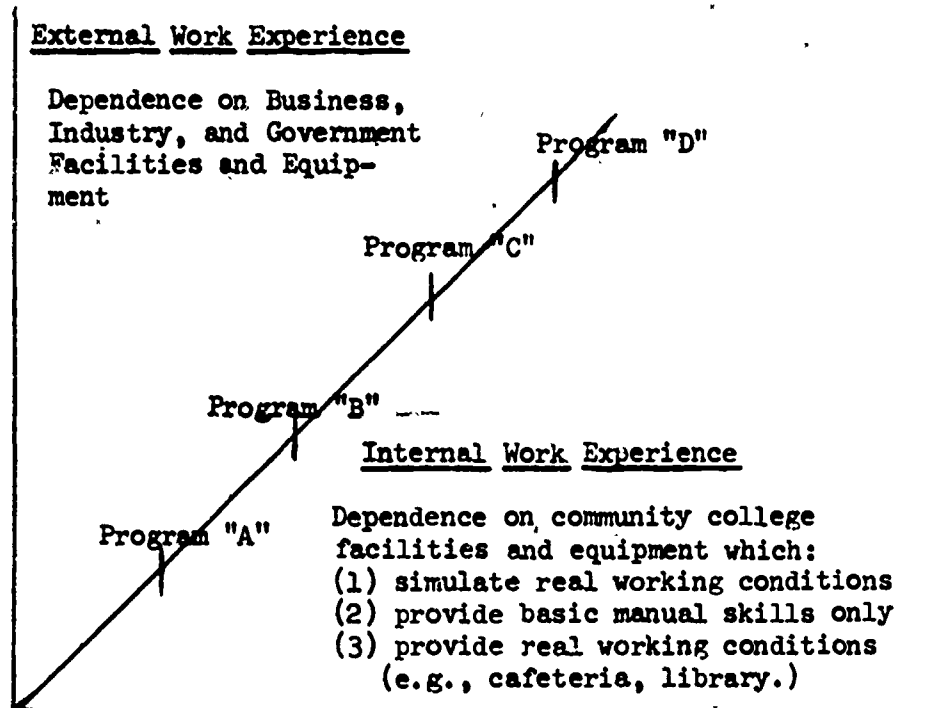 External Work Experience
Dependence on Business,
Industry, and Government
Facilities and Equip-
ment
Program "D"
Program "C"
Program "B"
Program "A"
Internal Work Experience
Dependence on community college
facilities and equipment which:
(1) simulate real working conditions
(2) provide basic manual skills only
(3) provide real working conditions
(e.g., cafeteria, library.)